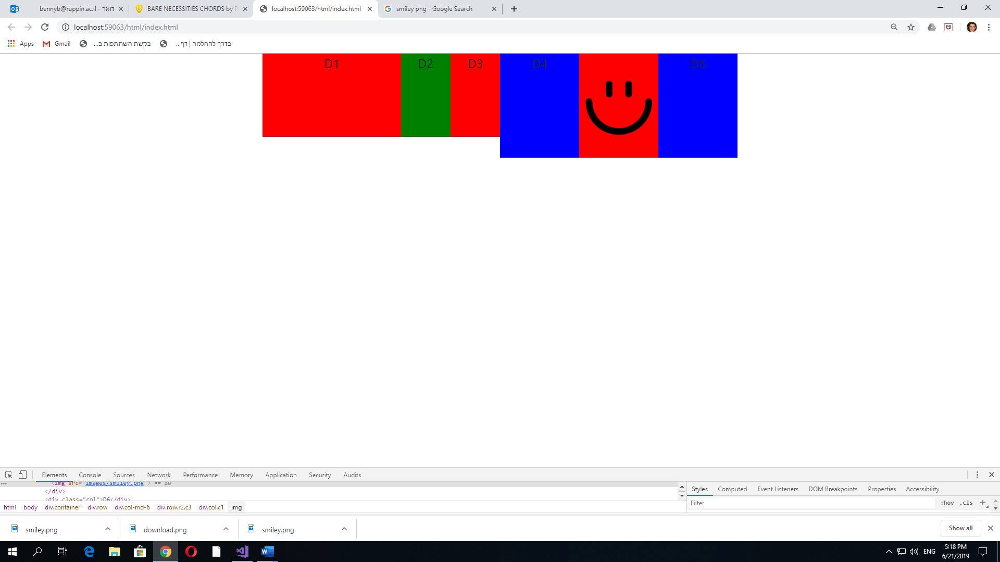 bennyb@ruppin.ac.il - דואר
BARE NECESSITIES CHORDS by P
localhost:59063/html/index.html
smiley png - Google Search
localhost:59063/html/index.html
Apps
Gmail
בקשת השתתפות ב...
בדרך להחלמה | דף...
D1
D2
D3
D4
D6
Elements
Console
Sources
Network
Performance
Memory
Application
Security
Audits
... <img src="images/smiley.png"> == $0
</div>
<div class="col">D6</div>
html body div.container div.row div.col-md-6 div.row.r2.c3 div.col.c1 img
Styles
Computed
Event Listeners
DOM Breakpoints
Properties
Accessibility
Filter
:hov .cls +
smiley.png
download.png
smiley.png
Show all
ENG
5:18 PM
6/21/2019